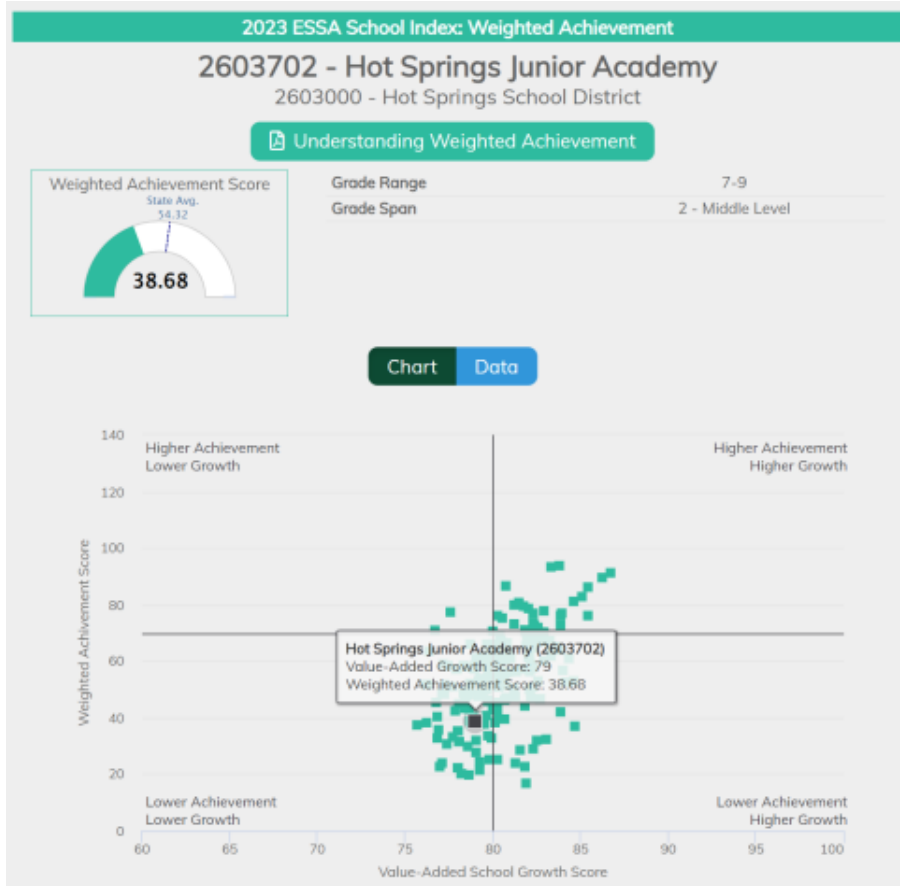 2023 ESSA School Index: Weighted Achievement
2603702 - Hot Springs Junior Academy
2603000 - Hot Springs School District
Understanding Weighted Achievement
Weighted Achievement Score
State Avg.
54.32
38.68
Grade Range 7-9
Grade Span 2 - Middle Level
Chart Data
Weighted Achivement Score
140
120
100
80
60
40
20
0
Higher Achievement
Lower Growth
Higher Achievement
Higher Growth
Hot Springs Junior Academy (2603702)
Value-Added Growth Score: 79
Weighted Achievement Score: 38.68
Lower Achievement
Lower Growth
Lower Achievement
Higher Growth
60 65 70 75 80 85 90 95 100
Value-Added School Growth Score